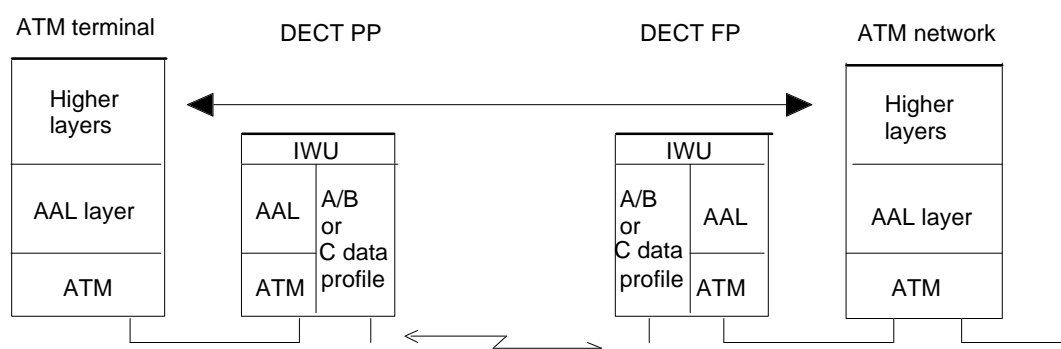 ATM terminal
DECT PP
DECT FP
ATM network
Higher
layers
AAL layer
ATM
IWU
AAL
ATM
A/B
or
C data
profile
IWU
A/B
or
C data
profile
AAL
ATM
Higher
layers
AAL layer
ATM